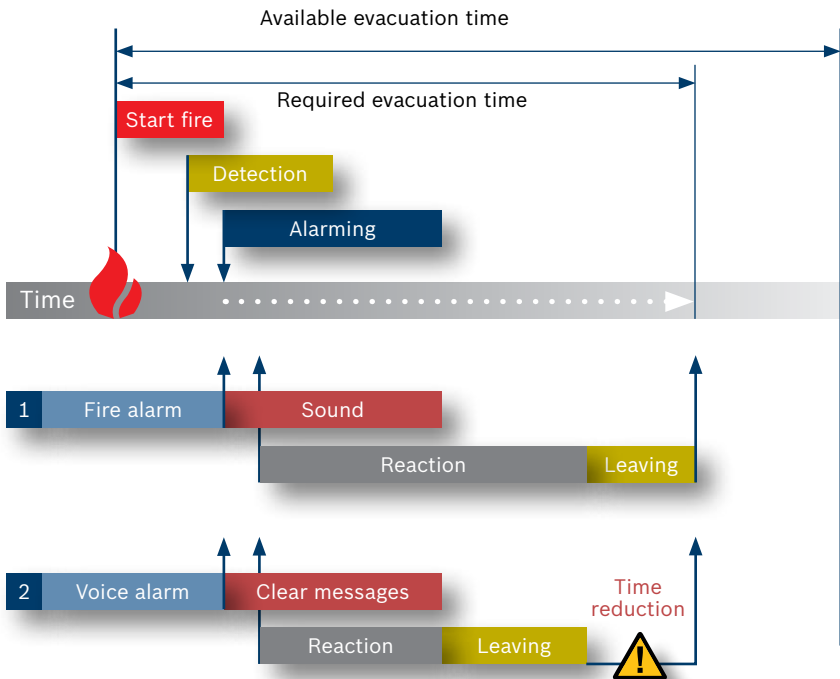 Available evacuation time
Required evacuation time
Start fire
Detection
Alarming
Time
1 Fire alarm Sound
Reaction Leaving
2 Voice alarm Clear messages
Time
reduction
Reaction Leaving
!